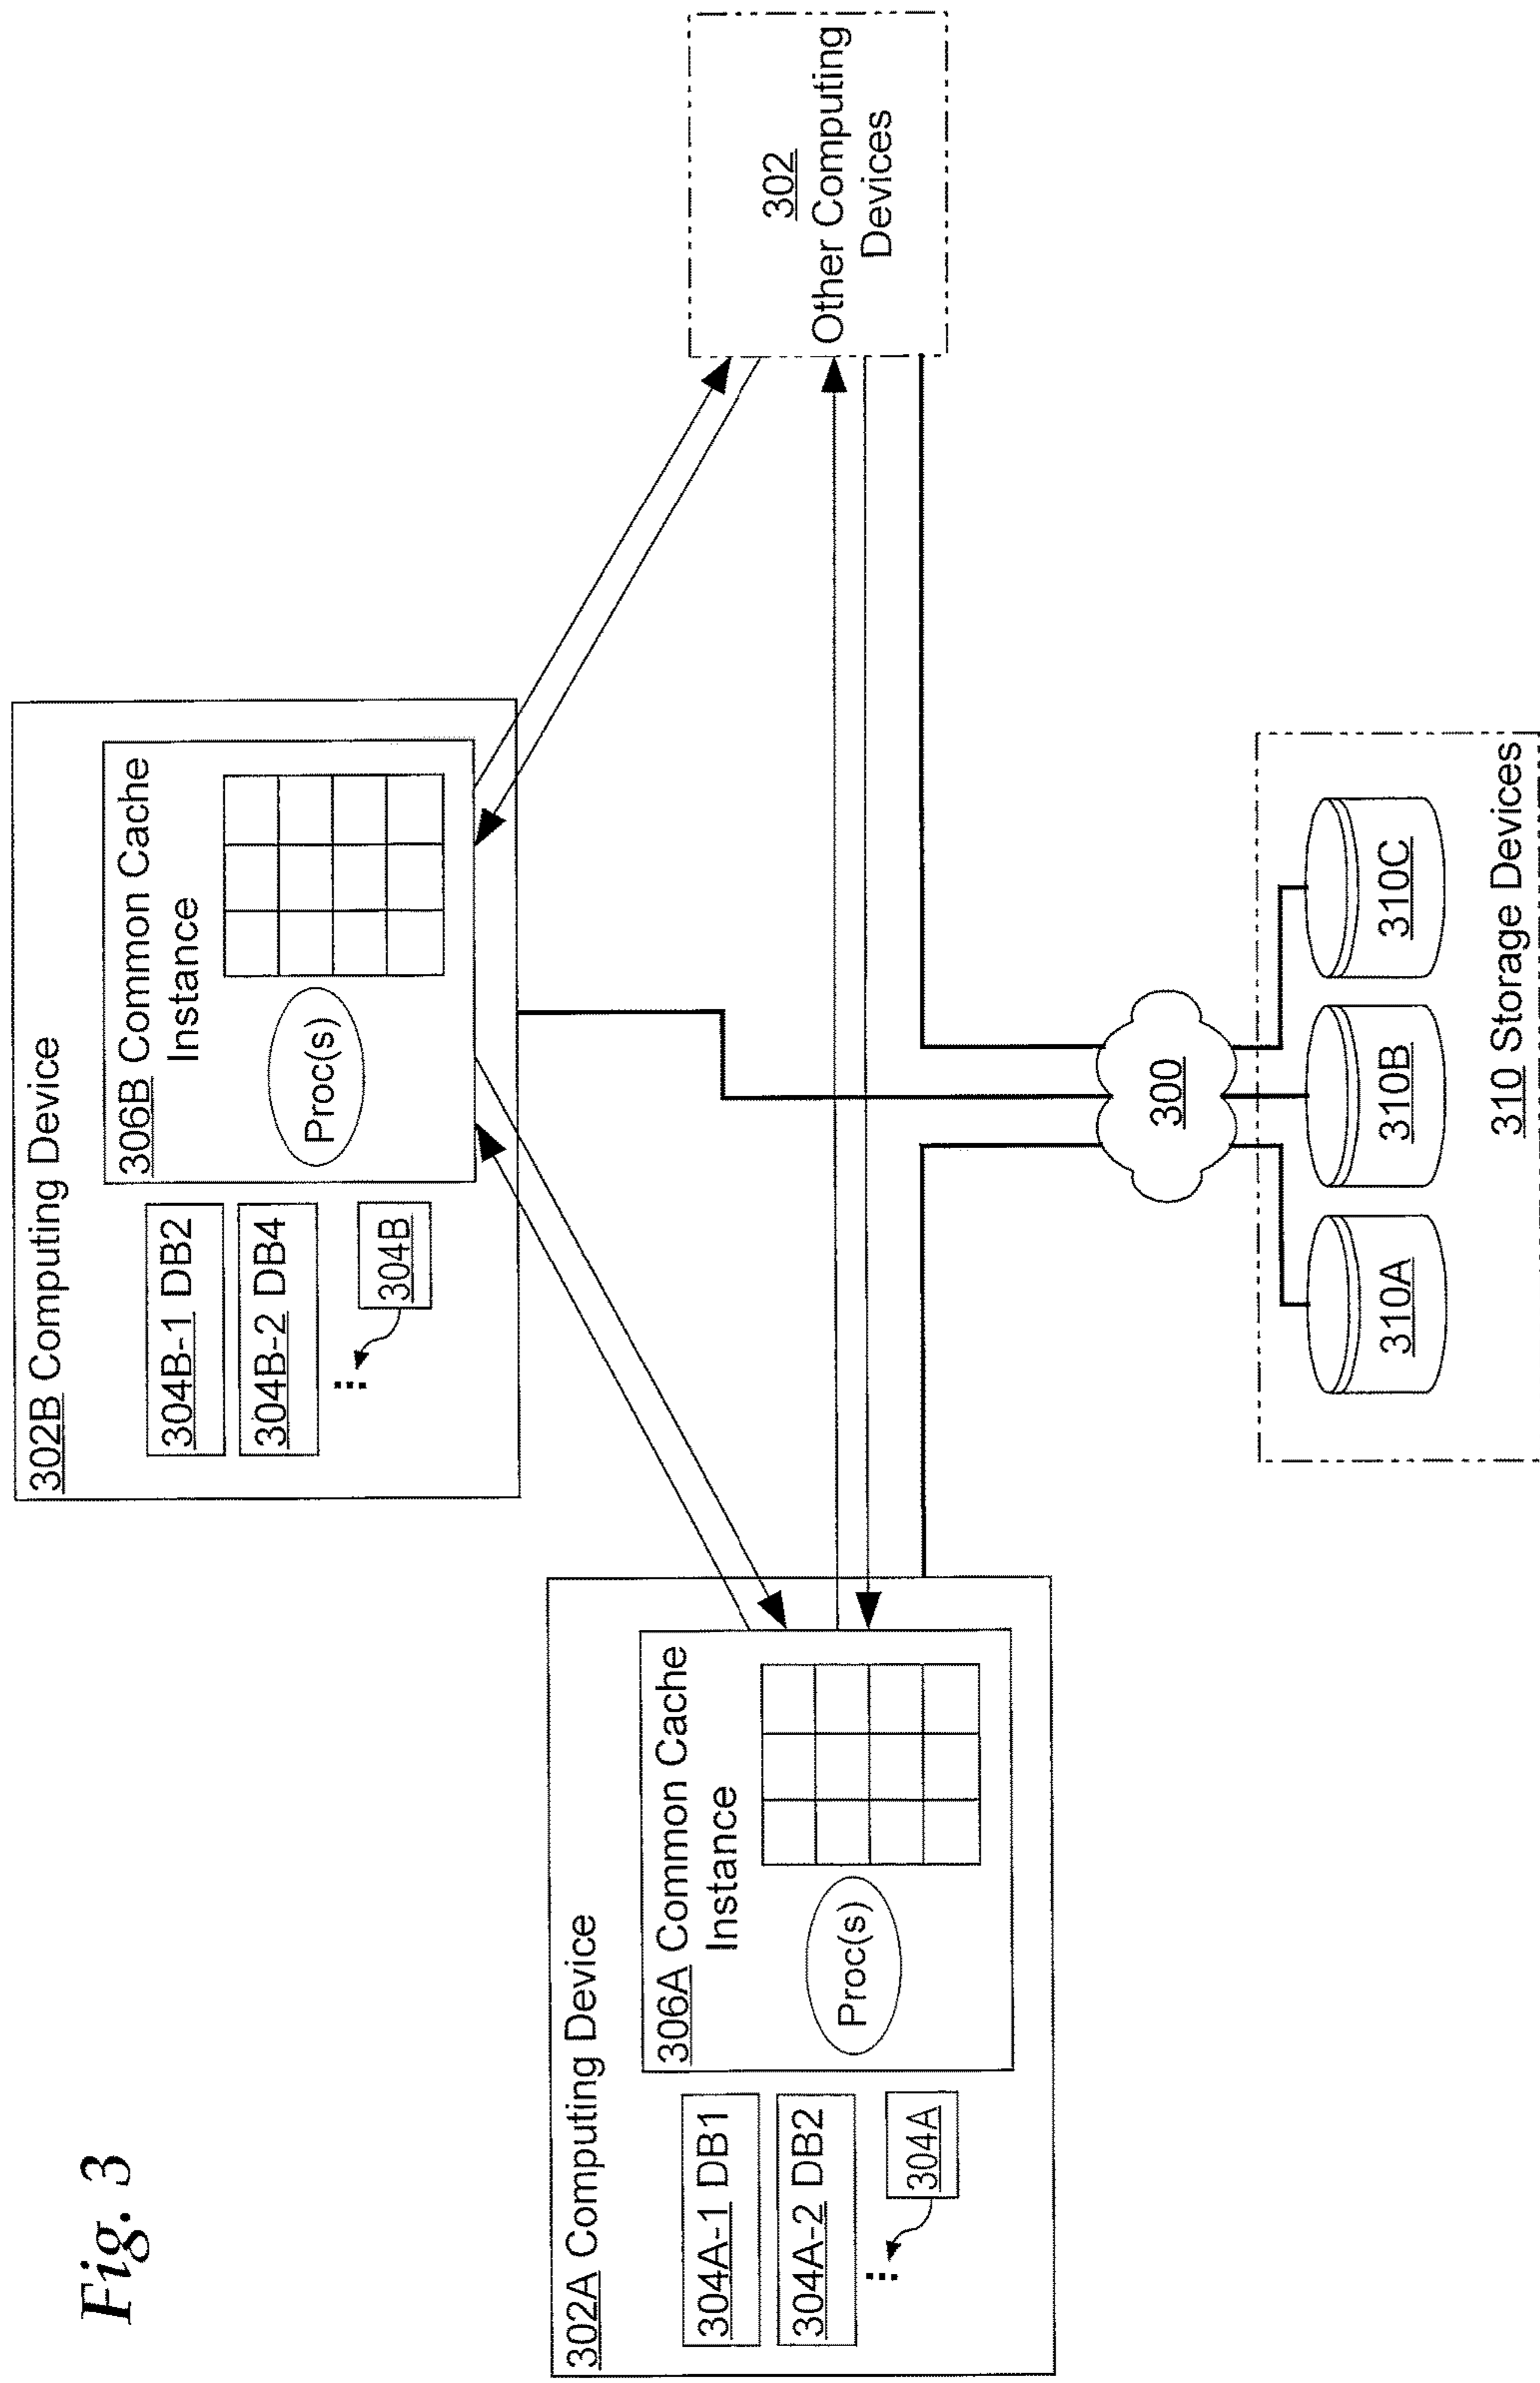 Fig. 3
302B Computing Device
304B-1 DB2
304B-2 DB4
304B
306B Common Cache
Instance
Proc(s)
302A Computing Device
304A-1 DB1
304A-2 DB2
304A
306A Common Cache
Instance
Proc(s)
302
Other Computing
Devices
300
310A
310B
310C
310 Storage Devices